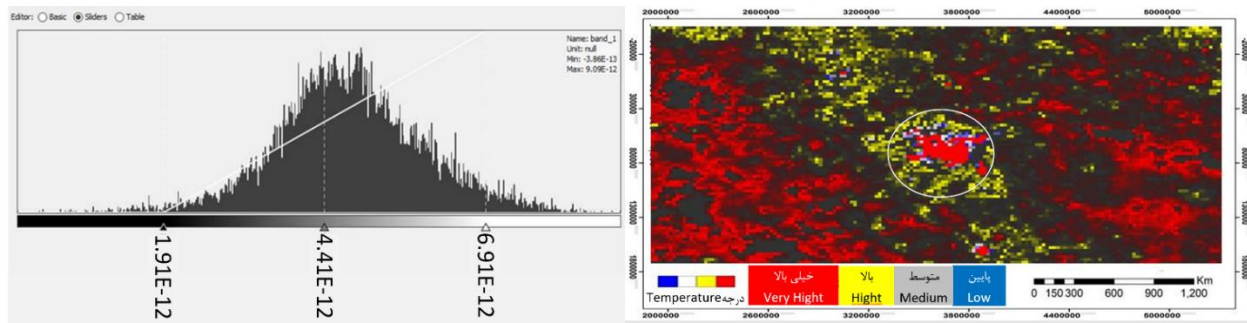 Editor: Basic Sliders Table
Name: band_1
Unit: null
Min: -3.86E-13
Max: 9.09E-12
1.91E-12
4.41E-12
6.91E-12
2000000 2600000 3200000 3800000 4400000 5000000
درجه Temperature
خیلی بالا
Very Hight
بالا
Hight
متوسط
Medium
پایین
Low
Km
0 150 300 600 900 1,200
2000000 2600000 3200000 3800000 4400000 5000000